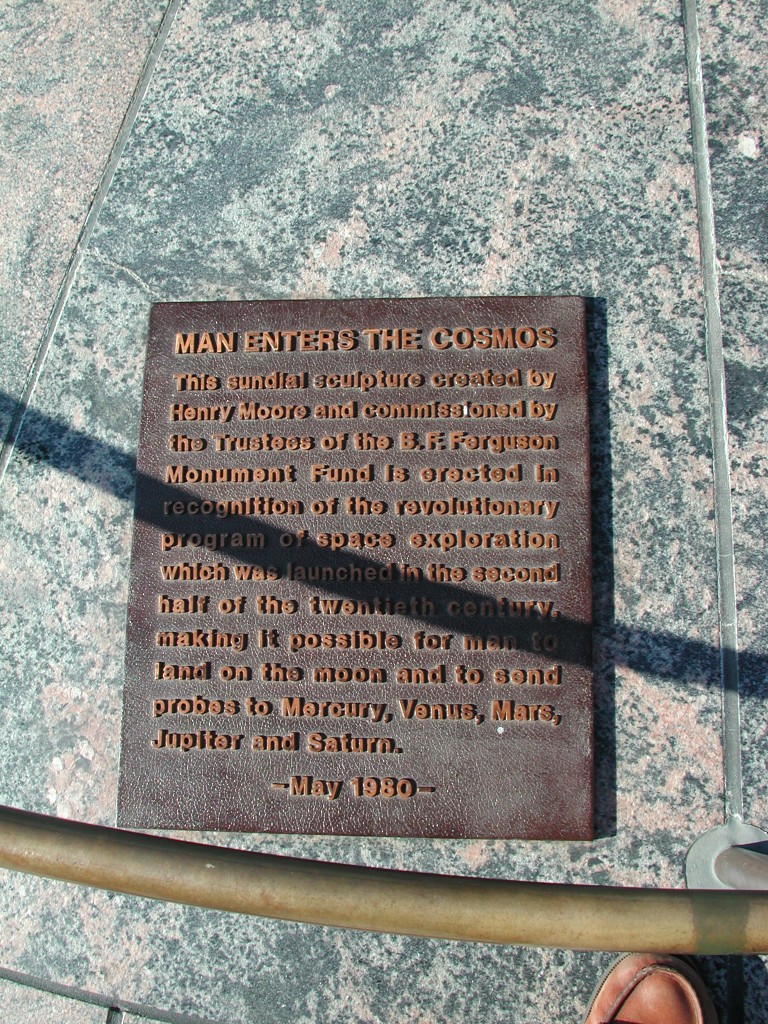 MAN ENTERS THE COSMOS
This sundial sculpture created by
Henry Moore and commissioned by
the Trustees of the B.F. Ferguson
Monument Fund is erected in
recognition of the revolutionary
program of space exploration
which was launched in the second
half of the twentieth century,
making it possible for man to
land on the moon and to send
probes to Mercury, Venus, Mars,
Jupiter and Saturn.
-May 1980-